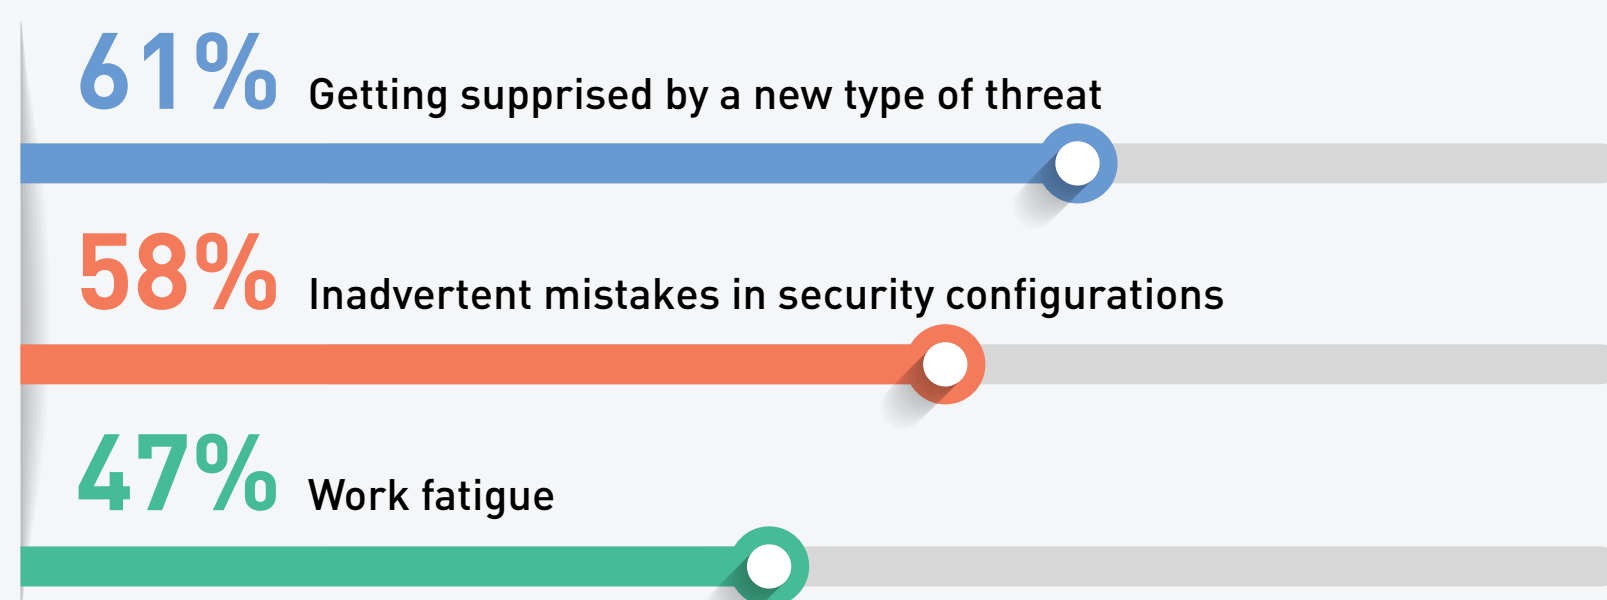 61% Getting supprised by a new type of threat
58% Inadvertent mistakes in security configurations
47% Work fatigue